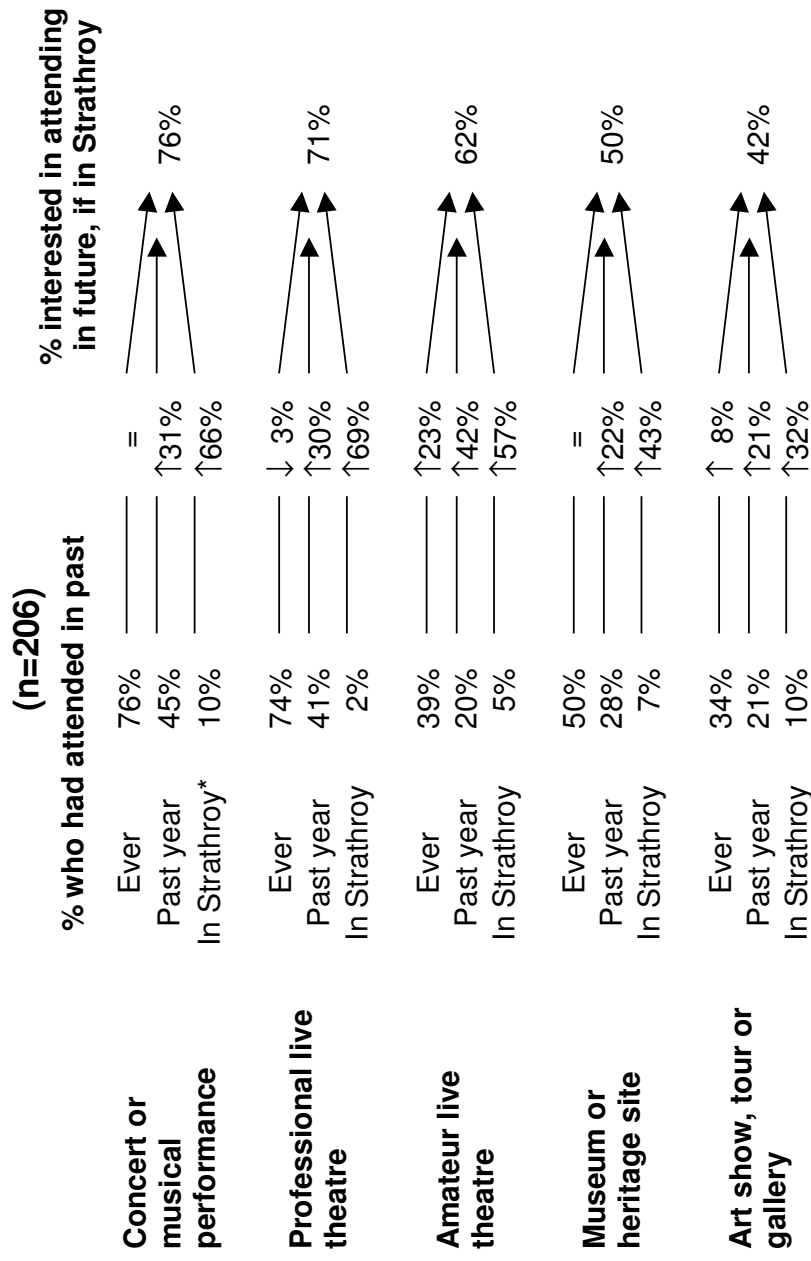 (n=206)
% who had attended in past
% interested in attending
in future, if in Strathroy
Concert or
musical
performance
Ever 76% = 76%
Past year 45% ↑31%
In Strathroy* 10% ↑66%
Professional live
theatre
Ever 74% ↓ 3% 71%
Past year 41% ↑30%
In Strathroy 2% ↑69%
Amateur live
theatre
Ever 39% ↑23% 62%
Past year 20% ↑42%
In Strathroy 5% ↑57%
Museum or
heritage site
Ever 50% = 50%
Past year 28% ↑22%
In Strathroy 7% ↑43%
Art show, tour or
gallery
Ever 34% ↑ 8% 42%
Past year 21% ↑21%
In Strathroy 10% ↑32%